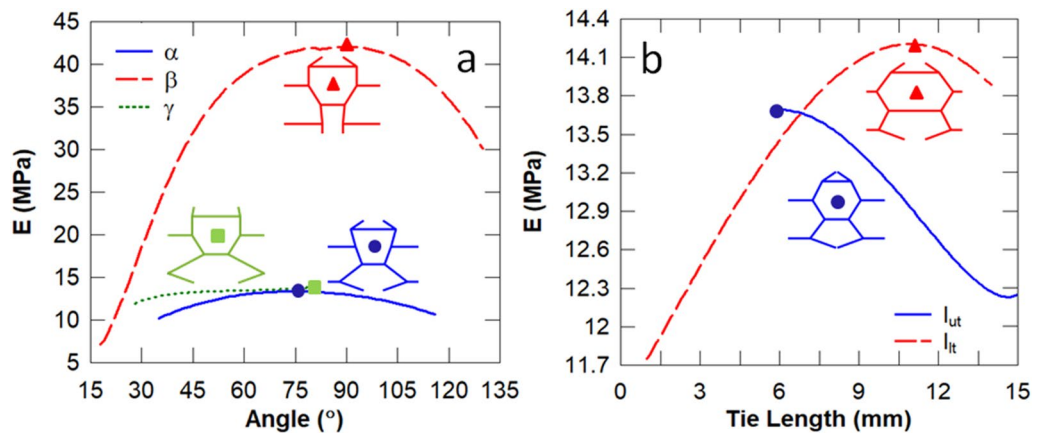 a
45
40
35
30
25
20
15
10
5
E (MPa)
α
β
γ
15 30 45 60 75 90 105 120 135
Angle (°)
b
14.4
14.1
13.8
13.5
13.2
12.9
12.6
12.3
12
11.7
E (MPa)
l_ut
l_lt
0 3 6 9 12 15
Tie Length (mm)